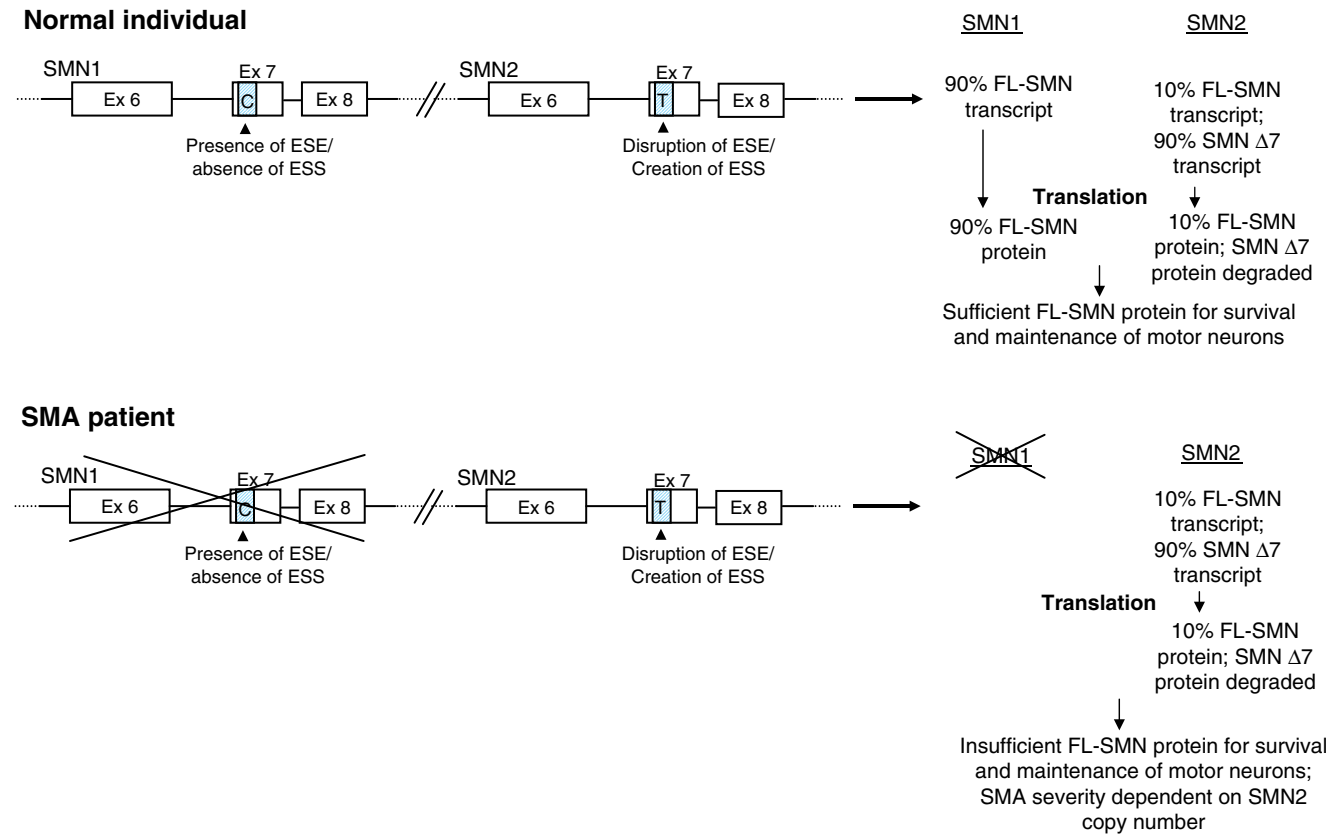 Normal individual
SMN1
Ex 6
Ex 7
C
Ex 8
Presence of ESE/
absence of ESS
SMN2
Ex 6
Ex 7
T
Ex 8
Disruption of ESE/
Creation of ESS
SMN1
90% FL-SMN
transcript
SMN2
10% FL-SMN
transcript;
90% SMN Δ7
transcript
Translation
90% FL-SMN
protein
10% FL-SMN
protein; SMN Δ7
protein degraded
Sufficient FL-SMN protein for survival
and maintenance of motor neurons
SMA patient
SMN1
Ex 6
Ex 7
C
Ex 8
Presence of ESE/
absence of ESS
SMN2
Ex 6
Ex 7
T
Ex 8
Disruption of ESE/
Creation of ESS
SMN1
SMN2
10% FL-SMN
transcript;
90% SMN Δ7
transcript
Translation
10% FL-SMN
protein; SMN Δ7
protein degraded
Insufficient FL-SMN protein for survival
and maintenance of motor neurons;
SMA severity dependent on SMN2
copy number